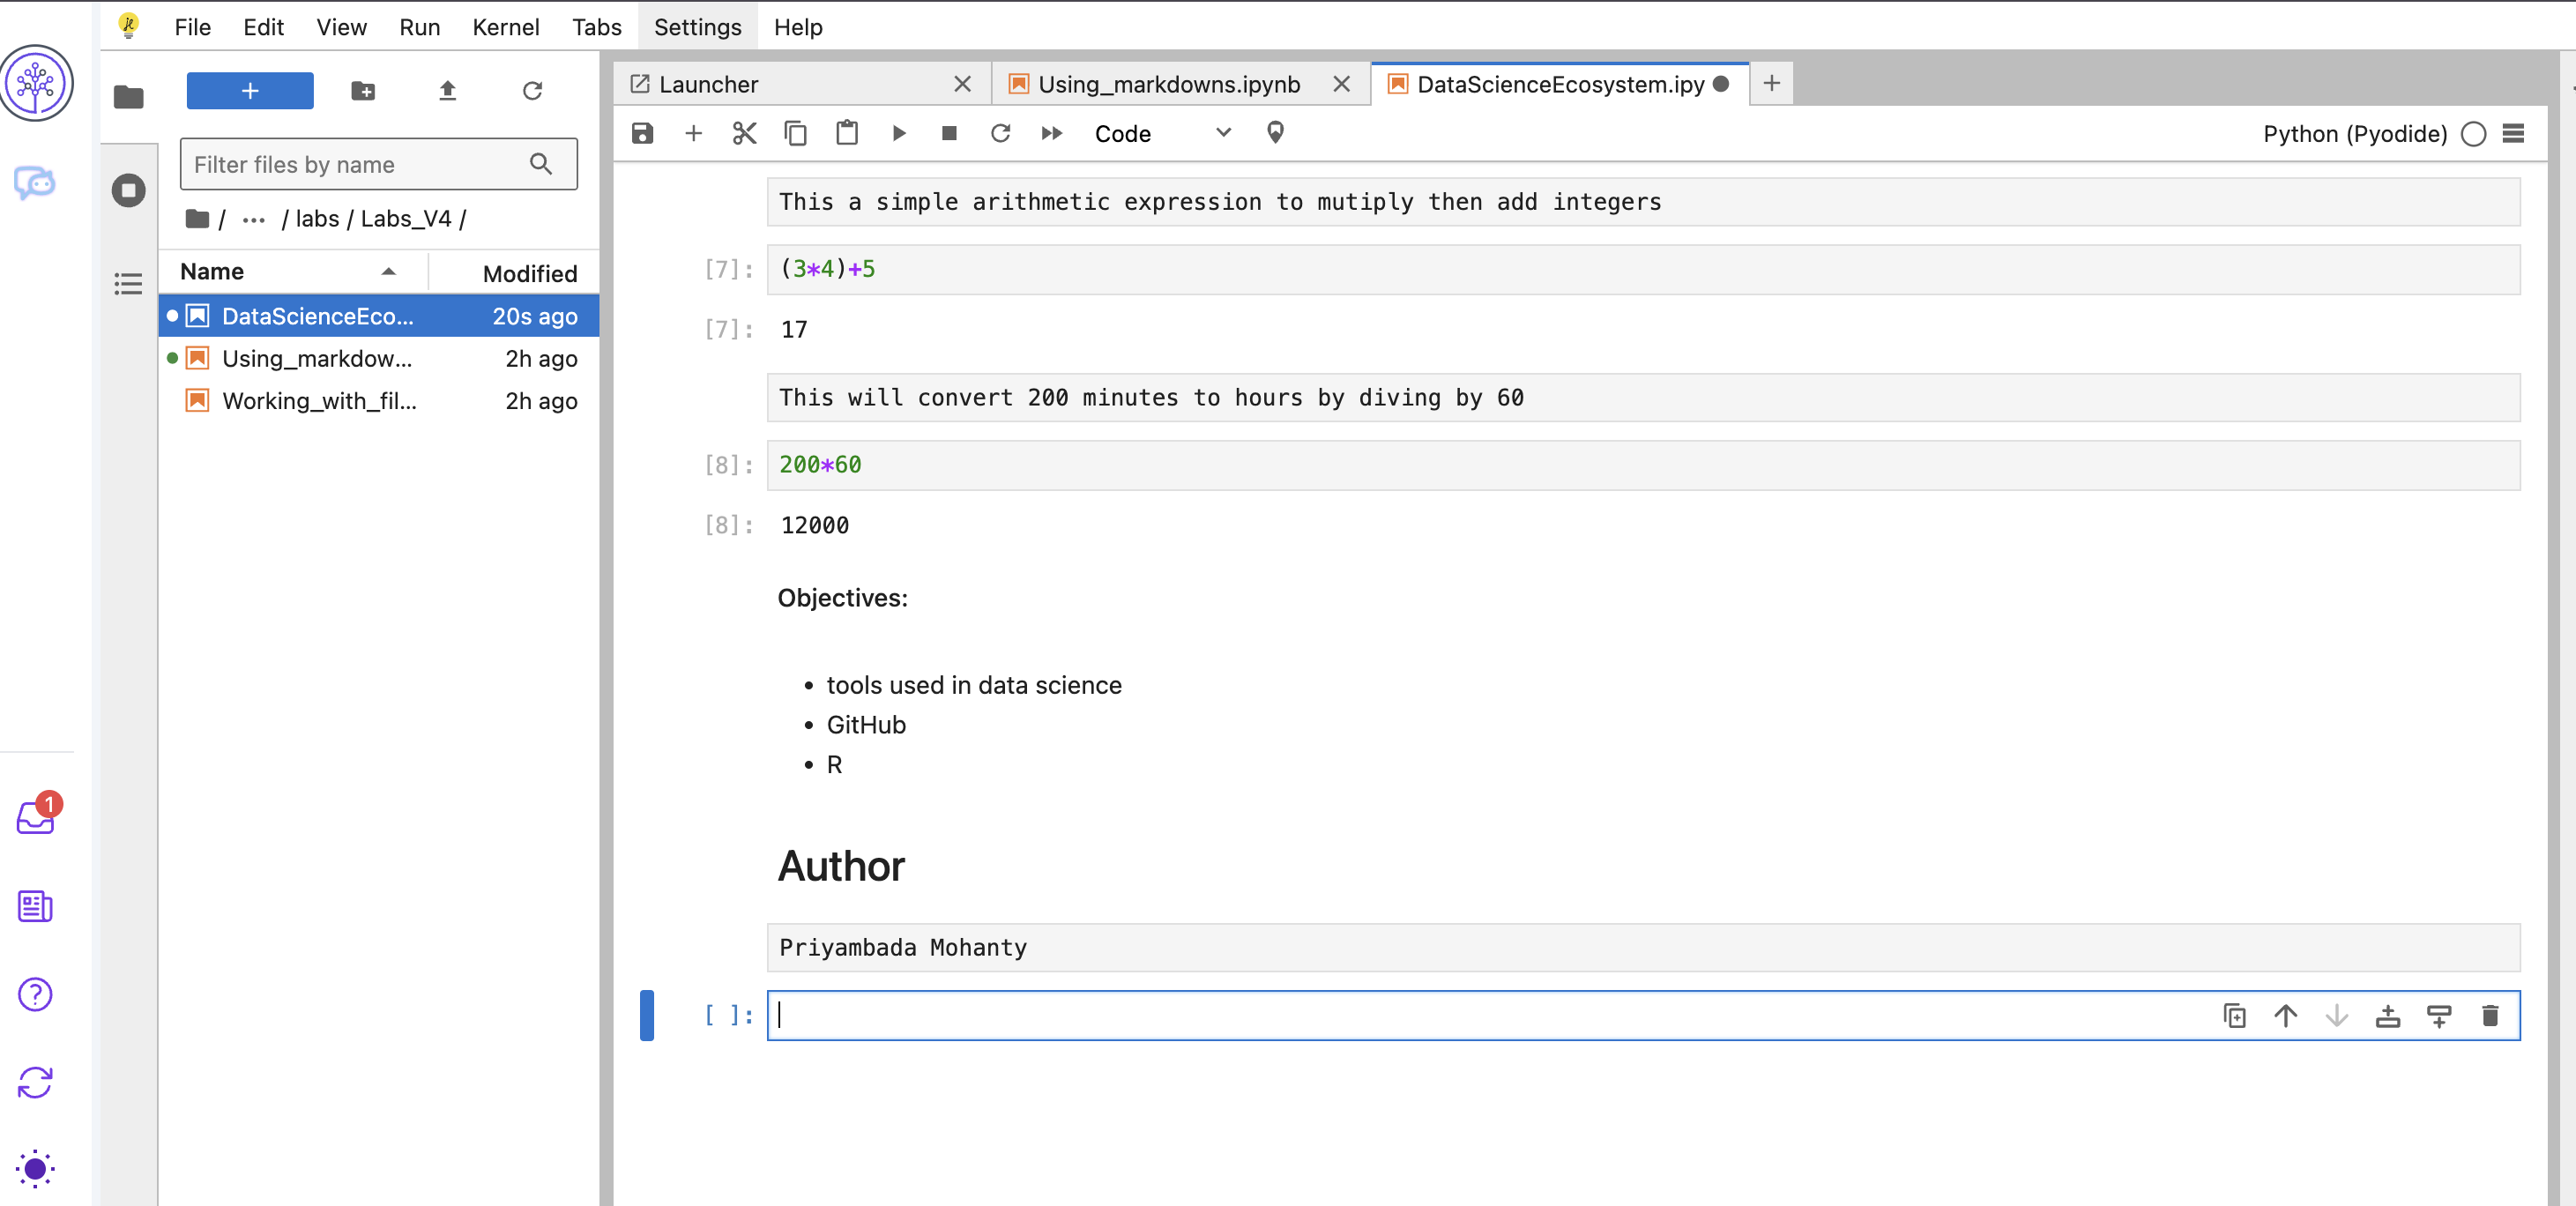 File Edit View Run Kernel Tabs Settings Help
Launcher
Using_markdowns.ipynb
DataScienceEcosystem.ipy
Code
Python (Pyodide)
Filter files by name
/ ... / labs / Labs_V4 /
Name Modified
DataScienceEco... 20s ago
Using_markdow... 2h ago
Working_with_fil... 2h ago
1
This a simple arithmetic expression to mutiply then add integers
[7]: (3*4)+5
[7]: 17
This will convert 200 minutes to hours by diving by 60
[8]: 200*60
[8]: 12000
Objectives:
• tools used in data science
• GitHub
• R
Author
Priyambada Mohanty
[ ]: